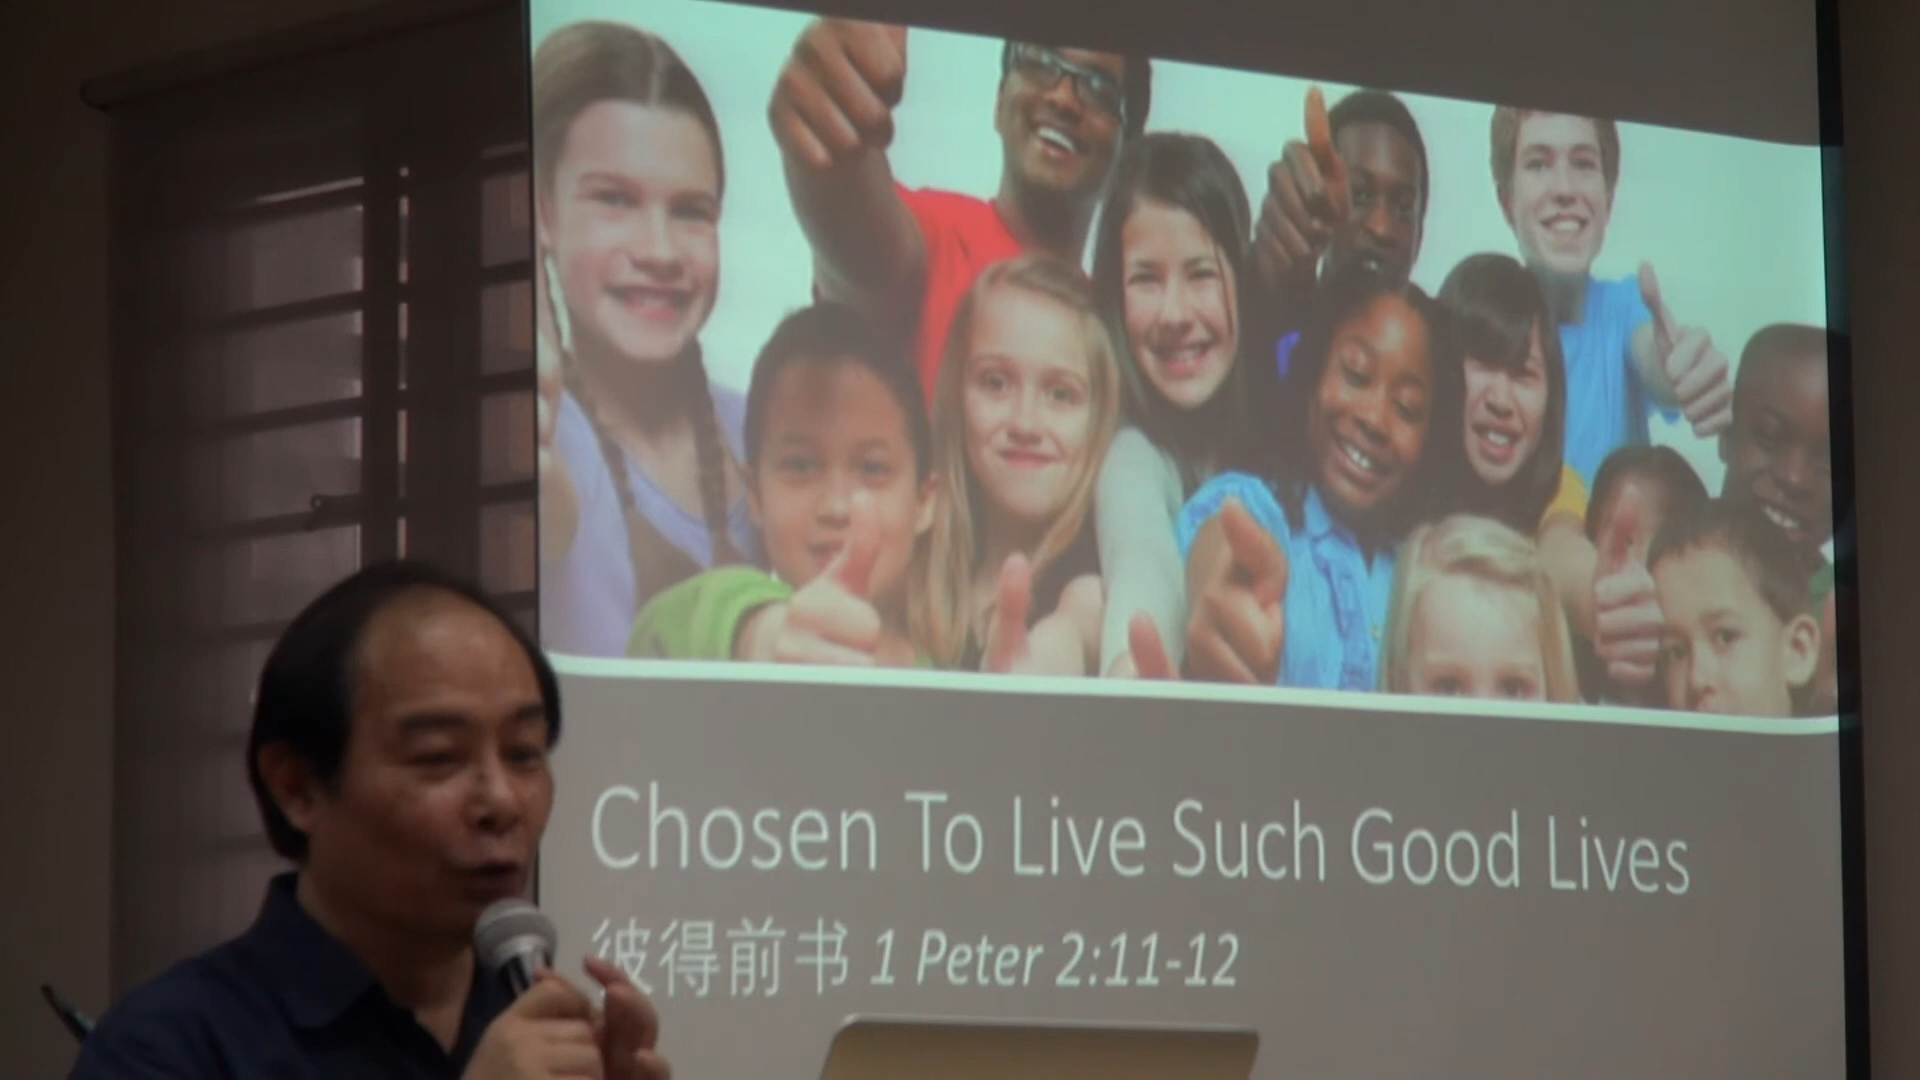 Chosen To Live Such Good Lives
彼得前书 1 Peter 2:11-12